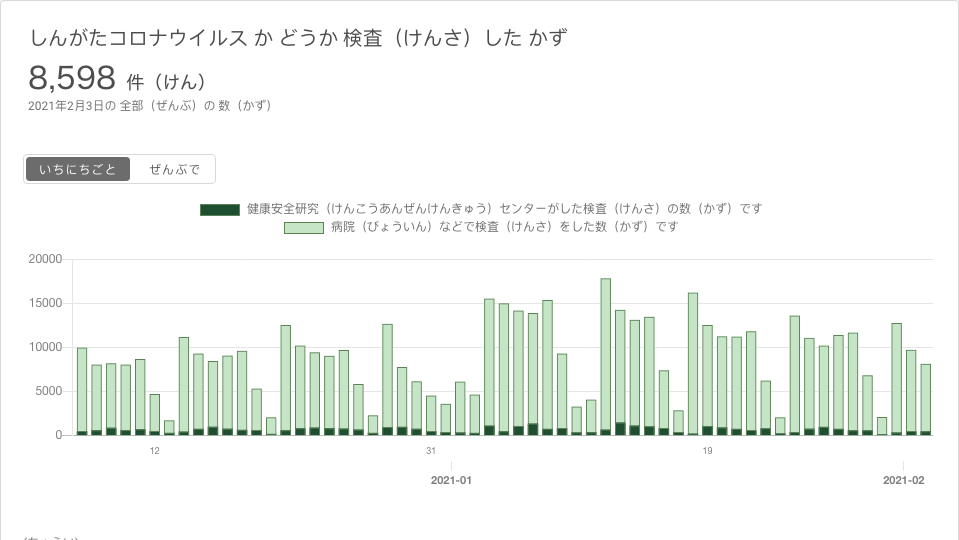 しんがたコロナウイルス か どうか 検査（けんさ）した かず
8,598 件（けん）
2021年2月3日の 全部（ぜんぶ）の 数（かず）
いちにちごと ぜんぶで
健康安全研究（けんこうあんぜんけんきゅう）センターがした検査（けんさ）の数（かず）です
病院（びょういん）などで検査（けんさ）をした数（かず）です
20000
15000
10000
5000
0
12 31 19
2021-01 2021-02